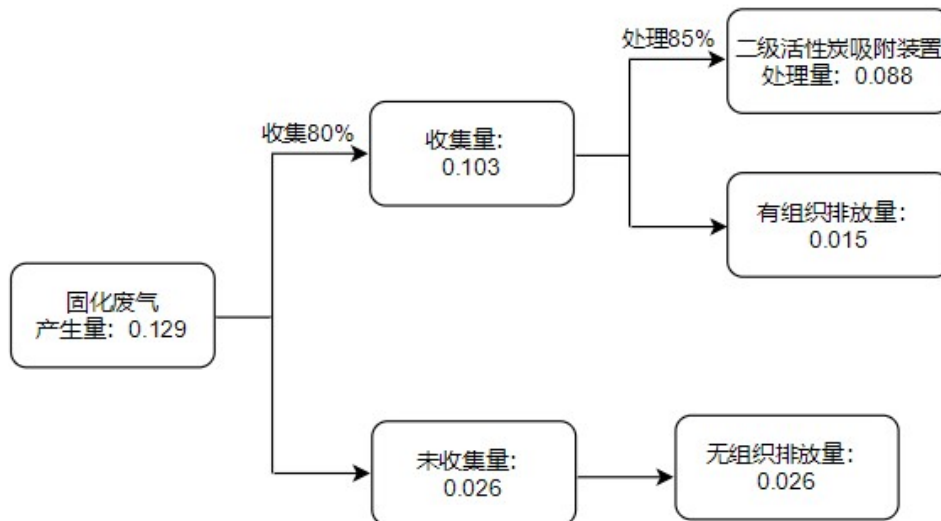 处理85%
二级活性炭吸附装置
处理量：0.088
收集80%
收集量：
0.103
有组织排放量：
0.015
固化废气
产生量：0.129
未收集量：
0.026
无组织排放量：
0.026